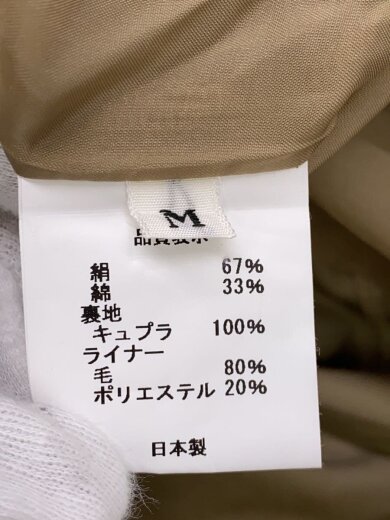 M
品質表示
絹 67%
綿 33%
裏地
キュプラ 100%
ライナー
毛 80%
ポリエステル 20%
日本製